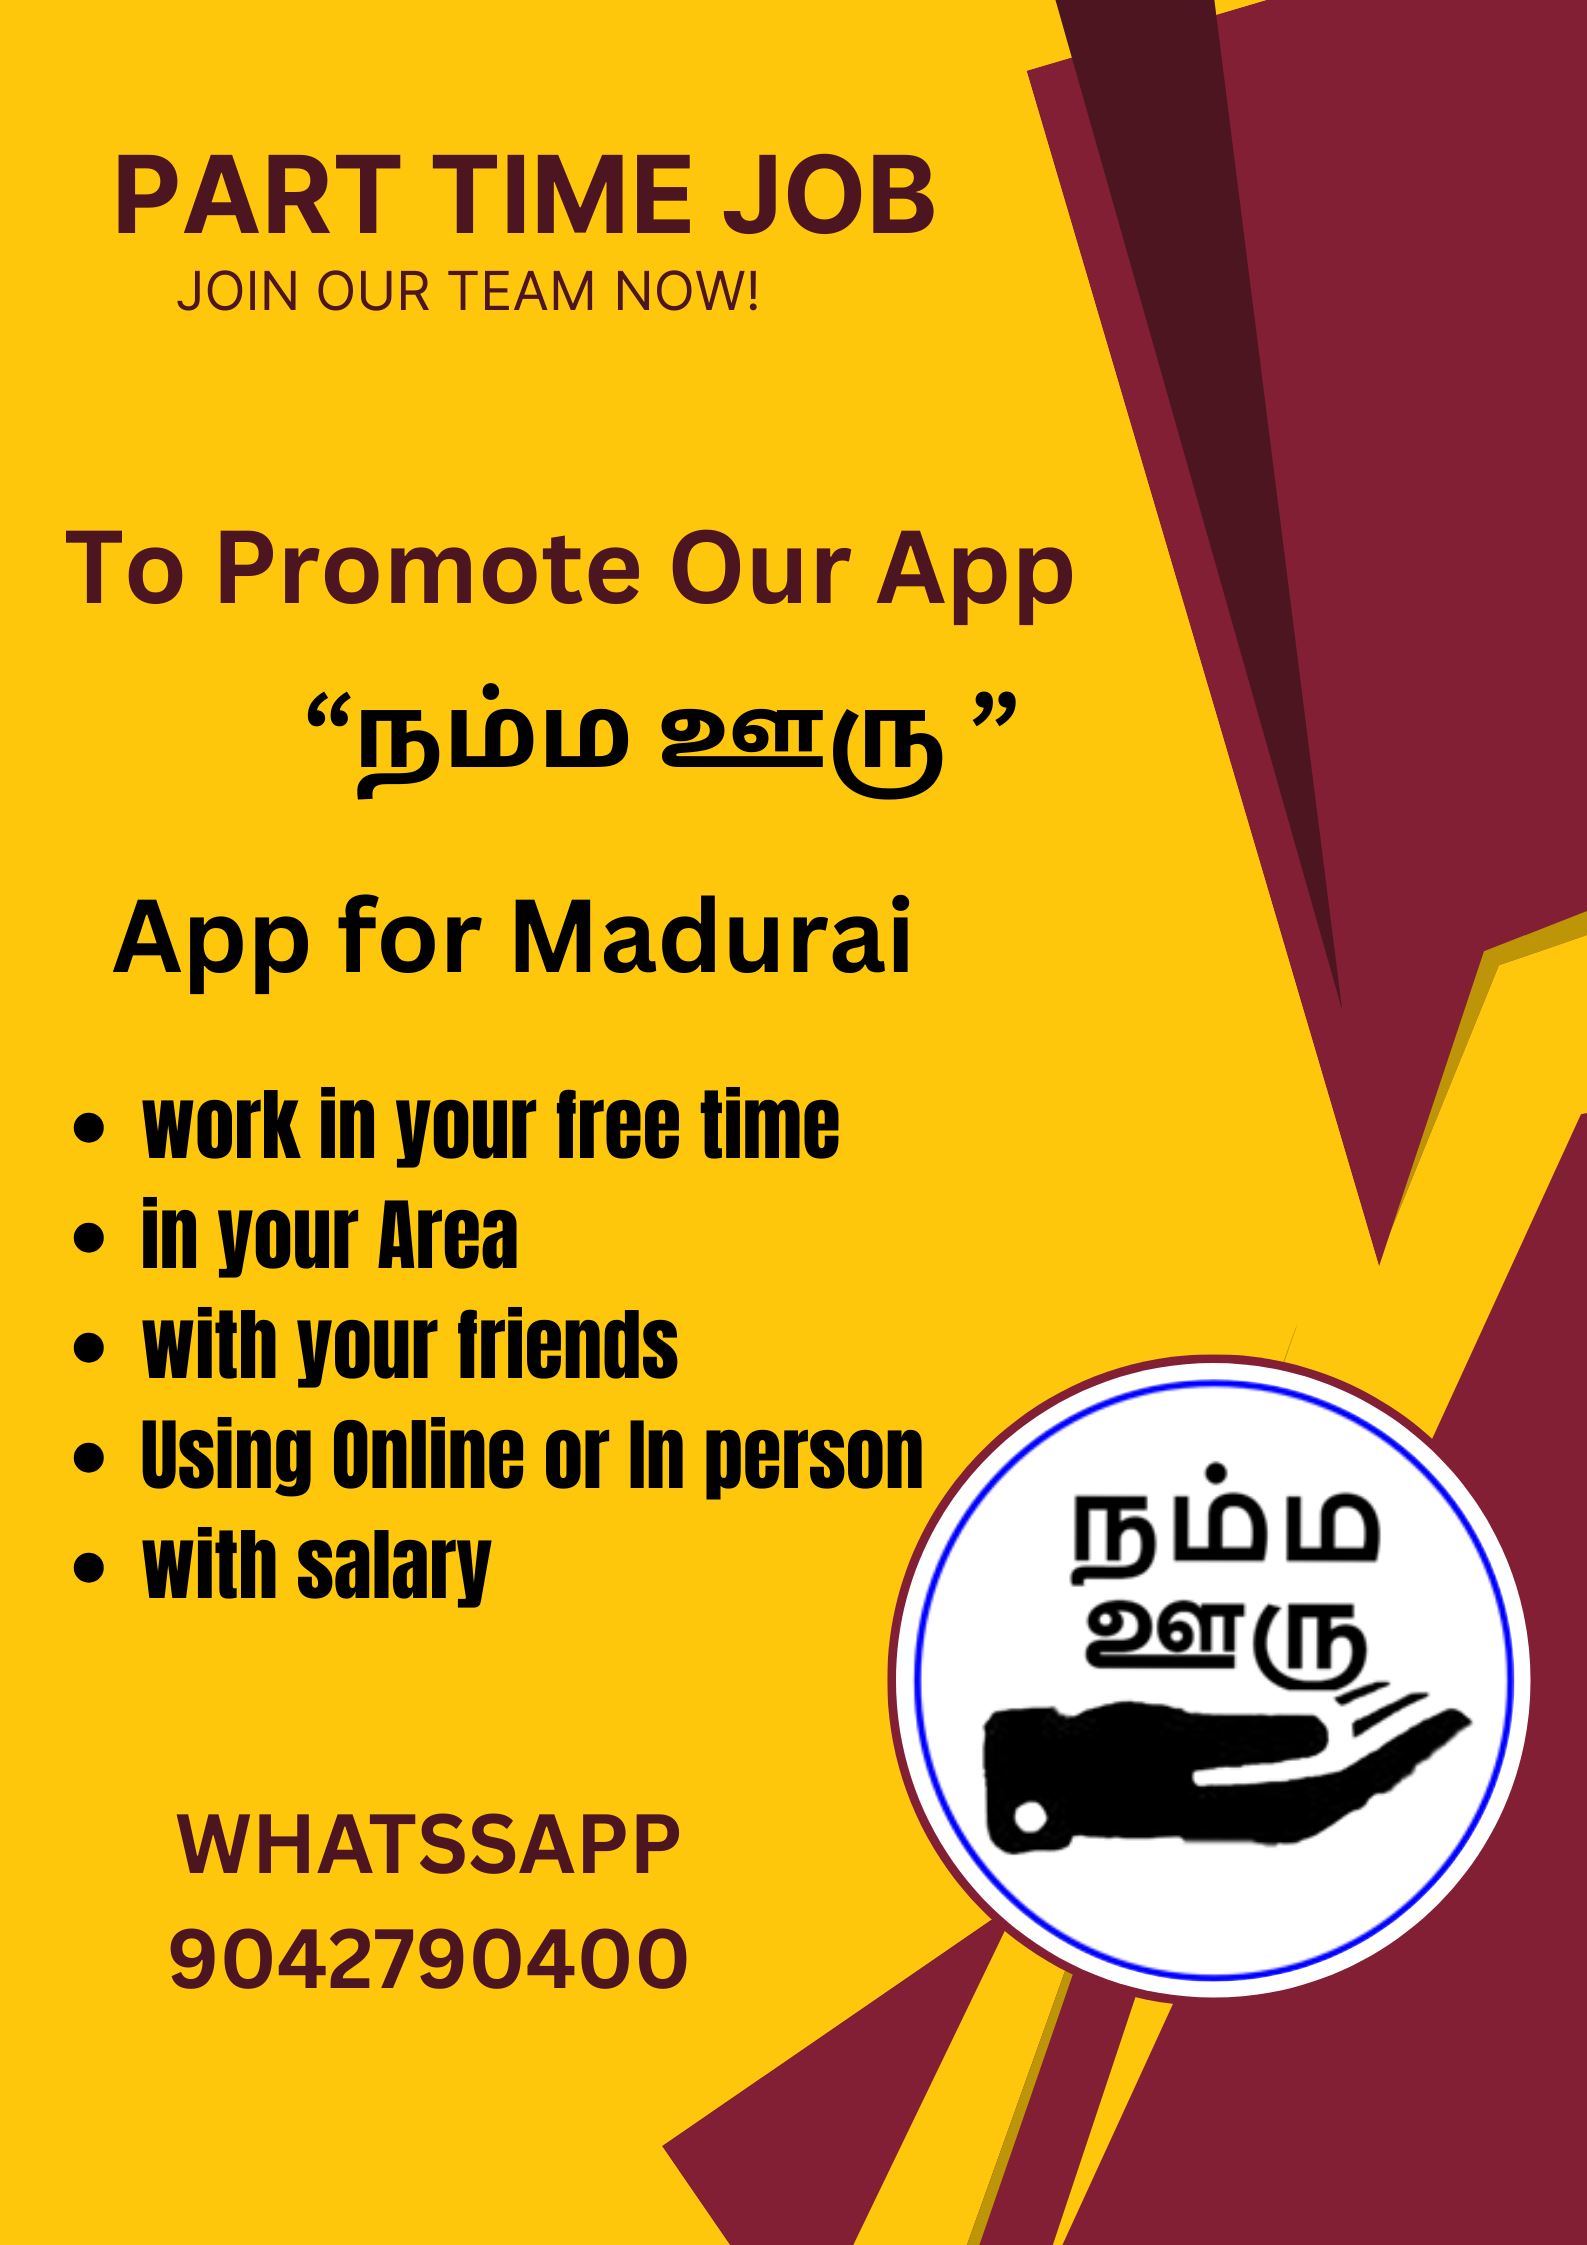 PART TIME JOB
JOIN OUR TEAM NOW!
To Promote Our App
“நம்ம ஊரு ”
App for Madurai
• work in your free time
• in your Area
• with your friends
• Using Online or In person
• with salary
நம்ம
ஊரு
WHATSSAPP
9042790400